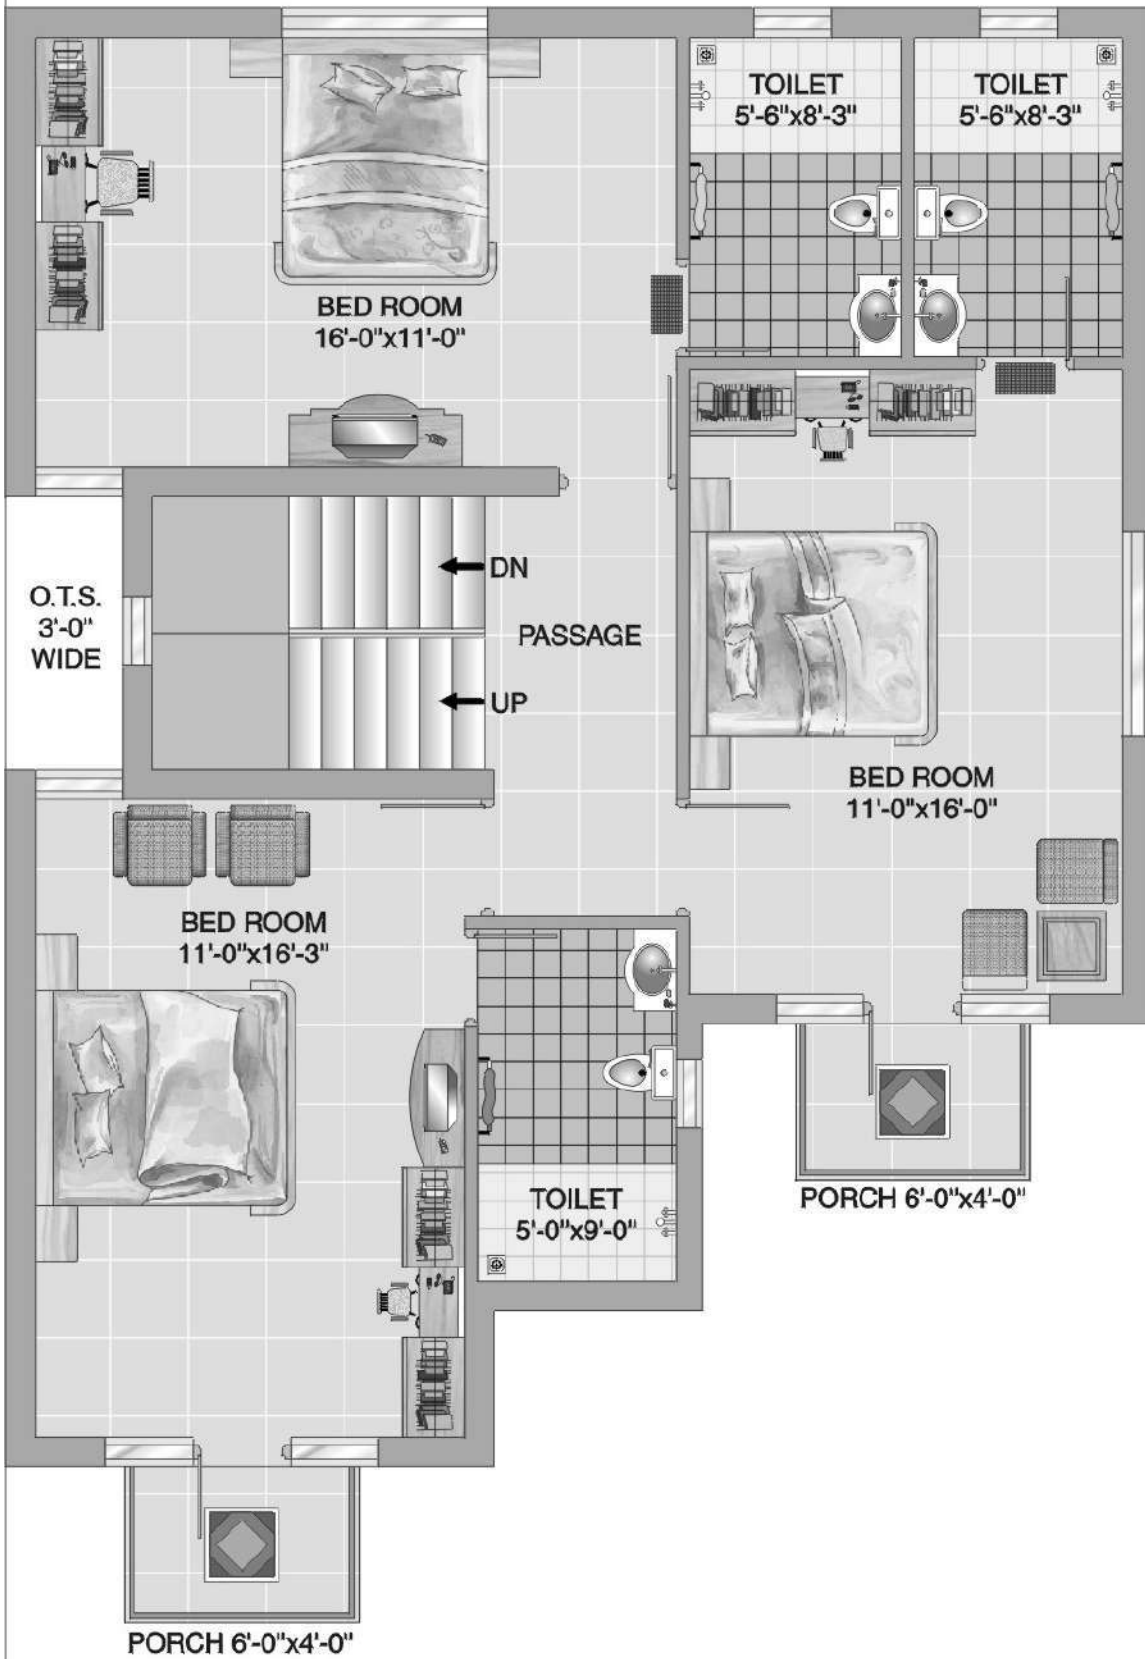 TOILET
5'-6"x8'-3"
TOILET
5'-6"x8'-3"
BED ROOM
16'-0"x11'-0"
O.T.S.
3'-0"
WIDE
DN
PASSAGE
UP
BED ROOM
11'-0"x16'-0"
BED ROOM
11'-0"x16'-3"
TOILET
5'-0"x9'-0"
PORCH 6'-0"x4'-0"
PORCH 6'-0"x4'-0"